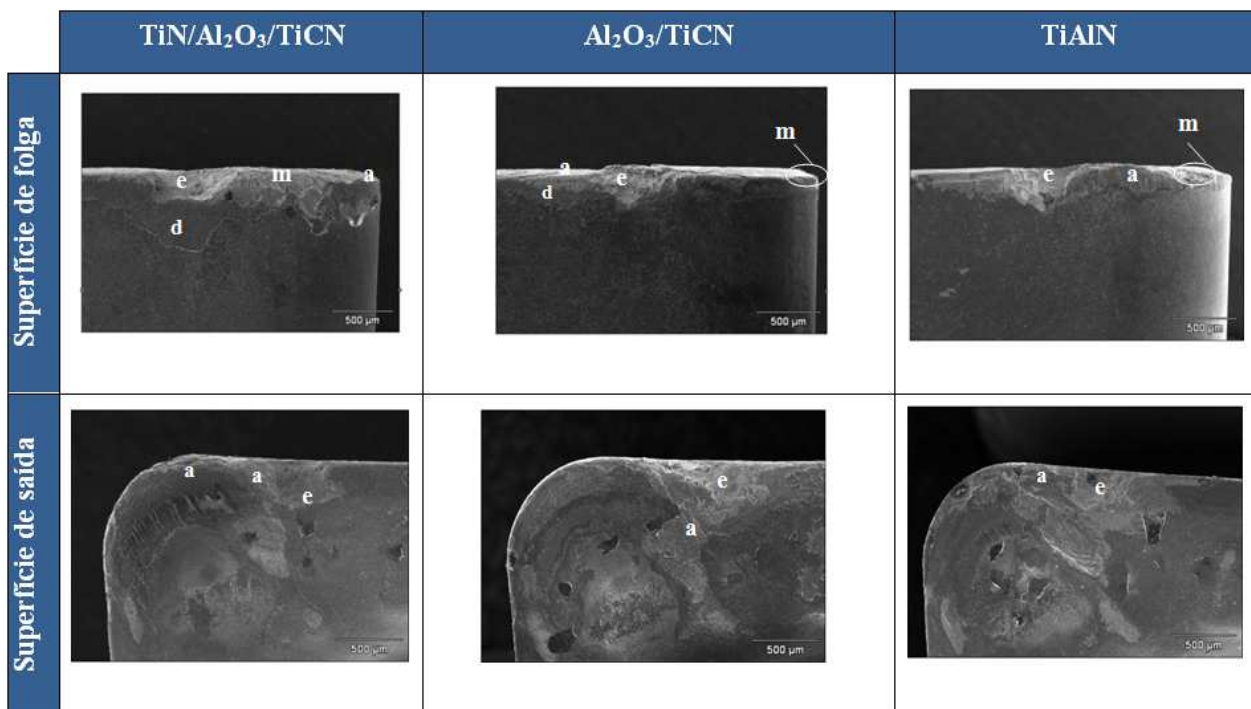 TiN/Al₂O₃/TiCN
Al₂O₃/TiCN
TiAlN
Superfície de folga
e
m
a
d
500 µm
m
a
e
d
500 µm
m
e
a
500 µm
Superfície de saída
a
a
e
500 µm
e
a
500 µm
a
e
500 µm